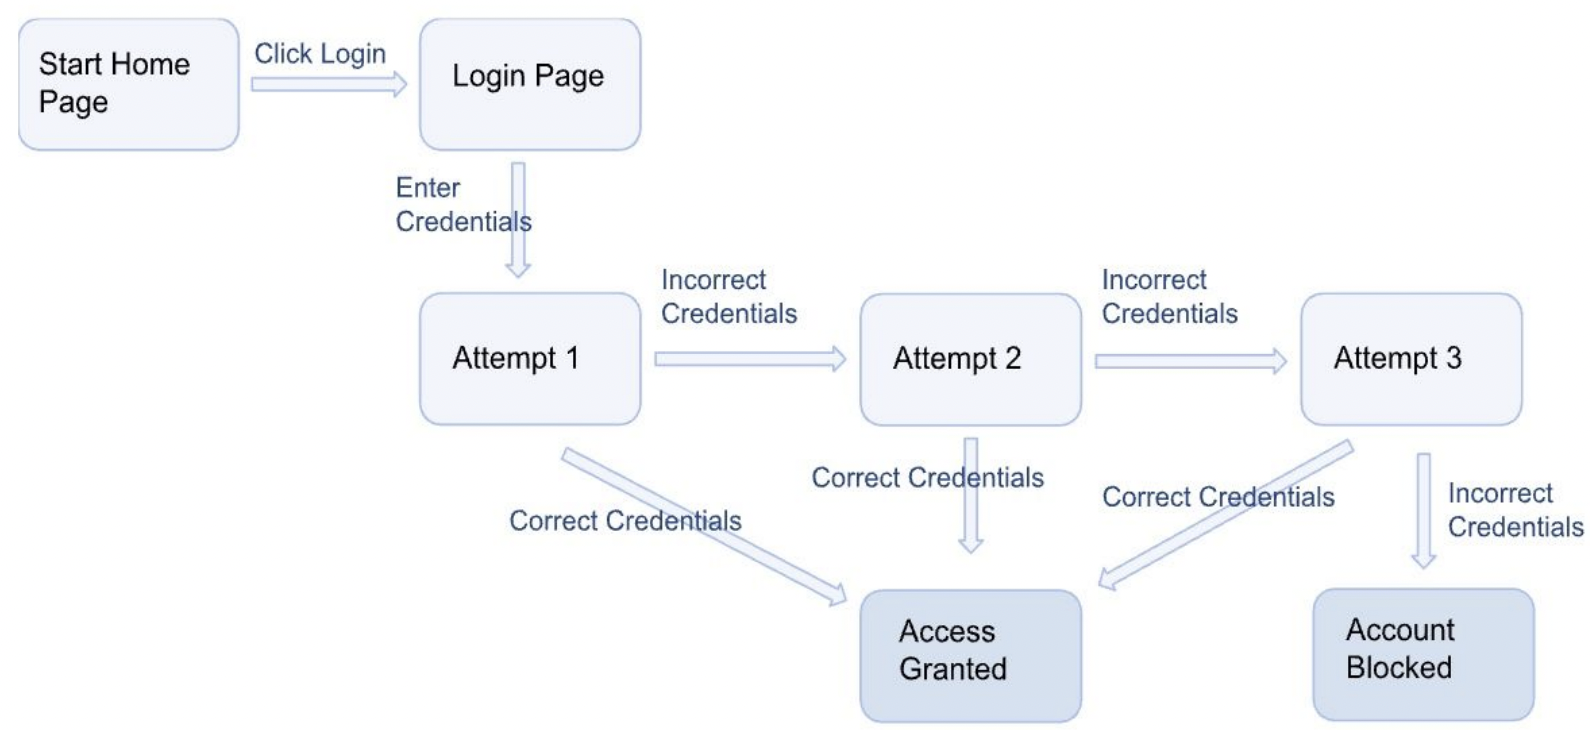 Start Home
Page
Click Login
Login Page
Enter
Credentials
Attempt 1
Incorrect
Credentials
Attempt 2
Incorrect
Credentials
Attempt 3
Correct Credentials
Correct Credentials
Correct Credentials
Incorrect
Credentials
Access
Granted
Account
Blocked